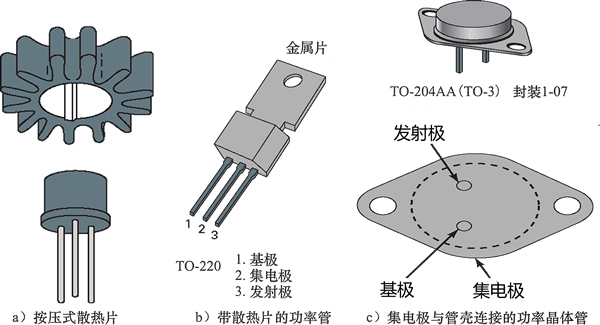 金属片
1
2
3
TO-220
1. 基极
2. 集电极
3. 发射极
TO-204AA(TO-3) 封装1-07
发射极
基极
集电极
a）按压式散热片
b）带散热片的功率管
c）集电极与管壳连接的功率晶体管